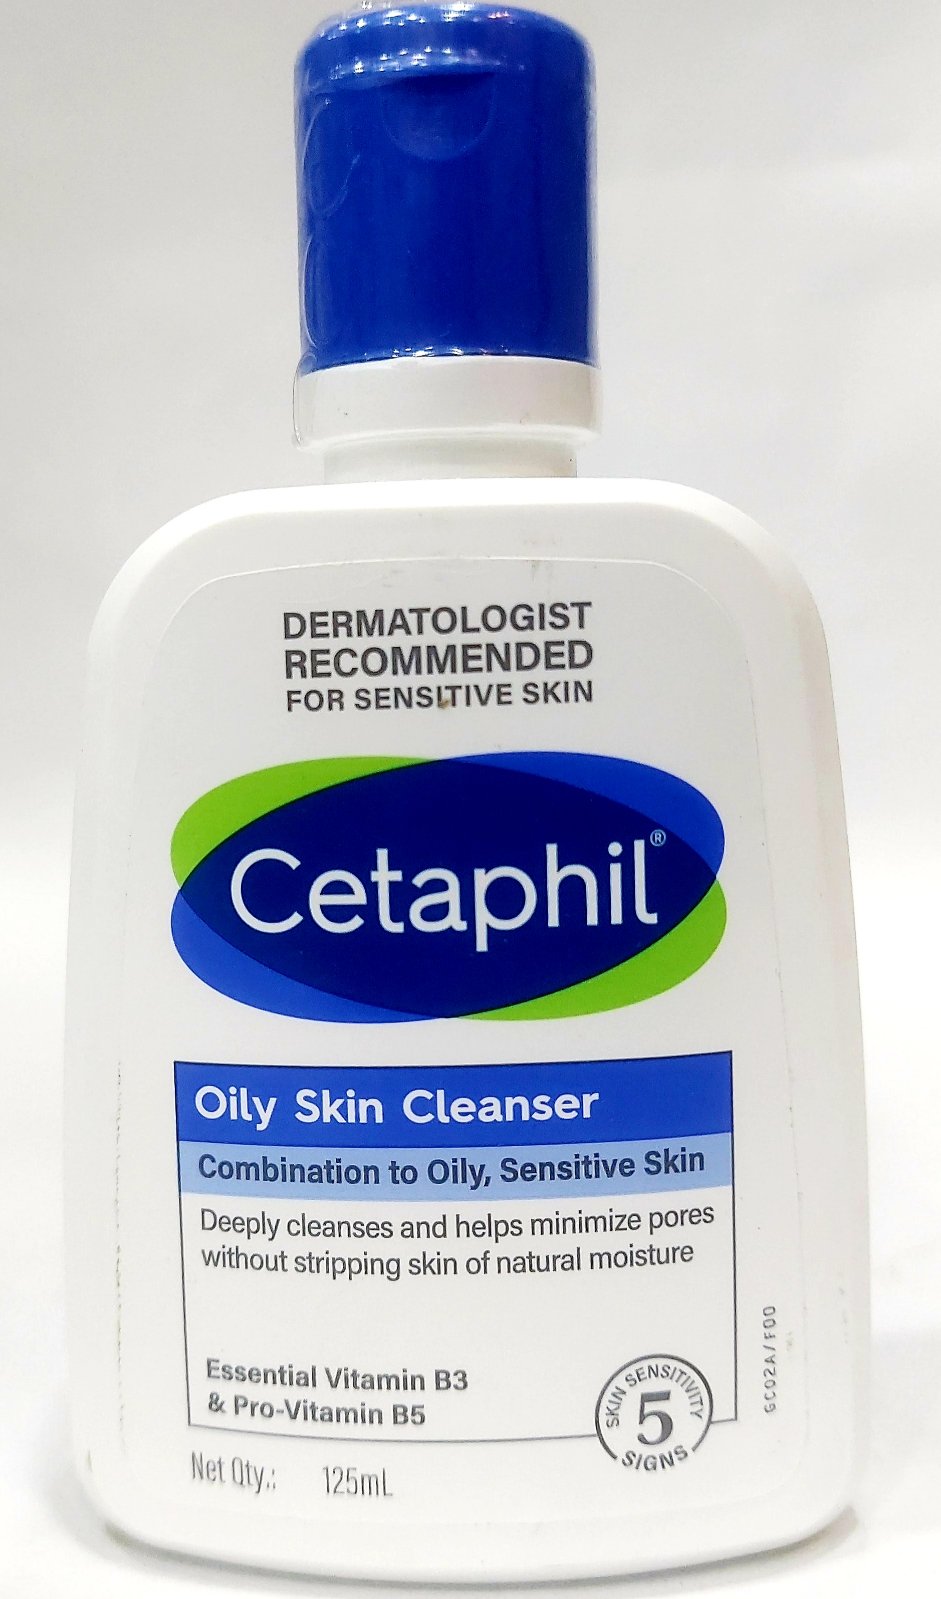 DERMATOLOGIST
RECOMMENDED
FOR SENSITIVE SKIN
Cetaphil®
Oily Skin Cleanser
Combination to Oily, Sensitive Skin
Deeply cleanses and helps minimize pores
without stripping skin of natural moisture
Essential Vitamin B3
& Pro-Vitamin B5
SKIN SENSITIVITY
5
SIGNS
GC02A/F00
Net Qty.: 125mL